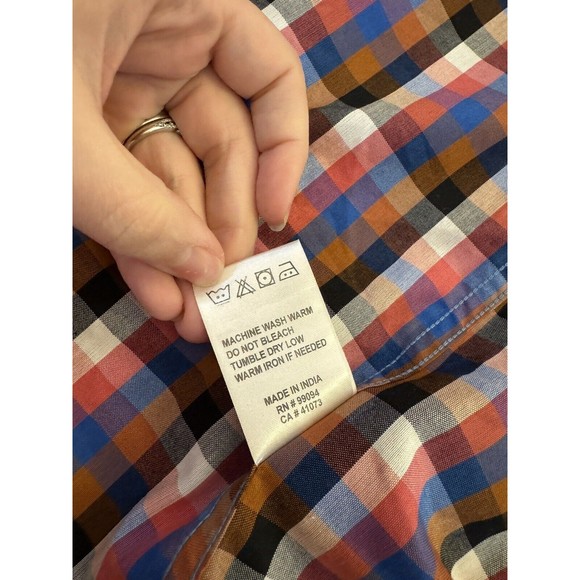 MACHINE WASH WARM
DO NOT BLEACH
TUMBLE DRY LOW
WARM IRON IF NEEDED
MADE IN INDIA
RN # 99094
CA # 41073